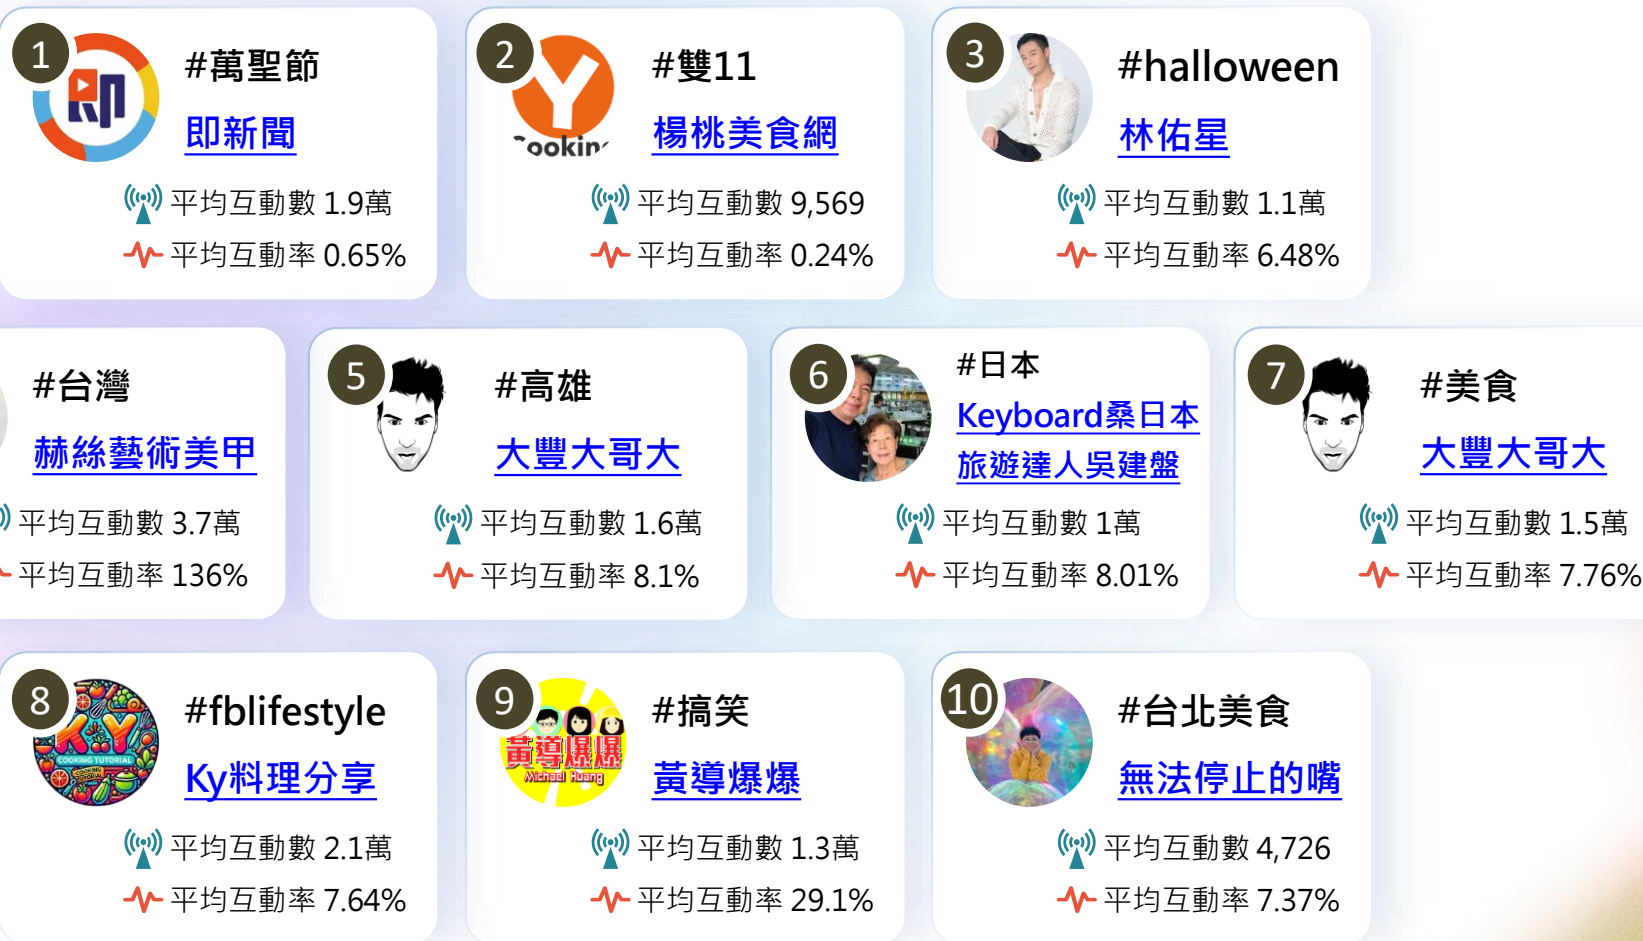 1
#萬聖節
即新聞
平均互動數 1.9萬
平均互動率 0.65%
2
Y
#雙11
楊桃美食網
平均互動數 9,569
平均互動率 0.24%
3
#halloween
林佑星
平均互動數 1.1萬
平均互動率 6.48%
#台灣
赫絲藝術美甲
平均互動數 3.7萬
平均互動率 136%
5
#高雄
大豐大哥大
平均互動數 1.6萬
平均互動率 8.1%
6
#日本
Keyboard桑日本
旅遊達人吳建盤
平均互動數 1萬
平均互動率 8.01%
7
#美食
大豐大哥大
平均互動數 1.5萬
平均互動率 7.76%
8
KY
COOKING TUTORIAL
#fblifestyle
Ky料理分享
平均互動數 2.1萬
平均互動率 7.64%
9
黃導爆爆
Michael Huang
#搞笑
黃導爆爆
平均互動數 1.3萬
平均互動率 29.1%
10
#台北美食
無法停止的嘴
平均互動數 4,726
平均互動率 7.37%